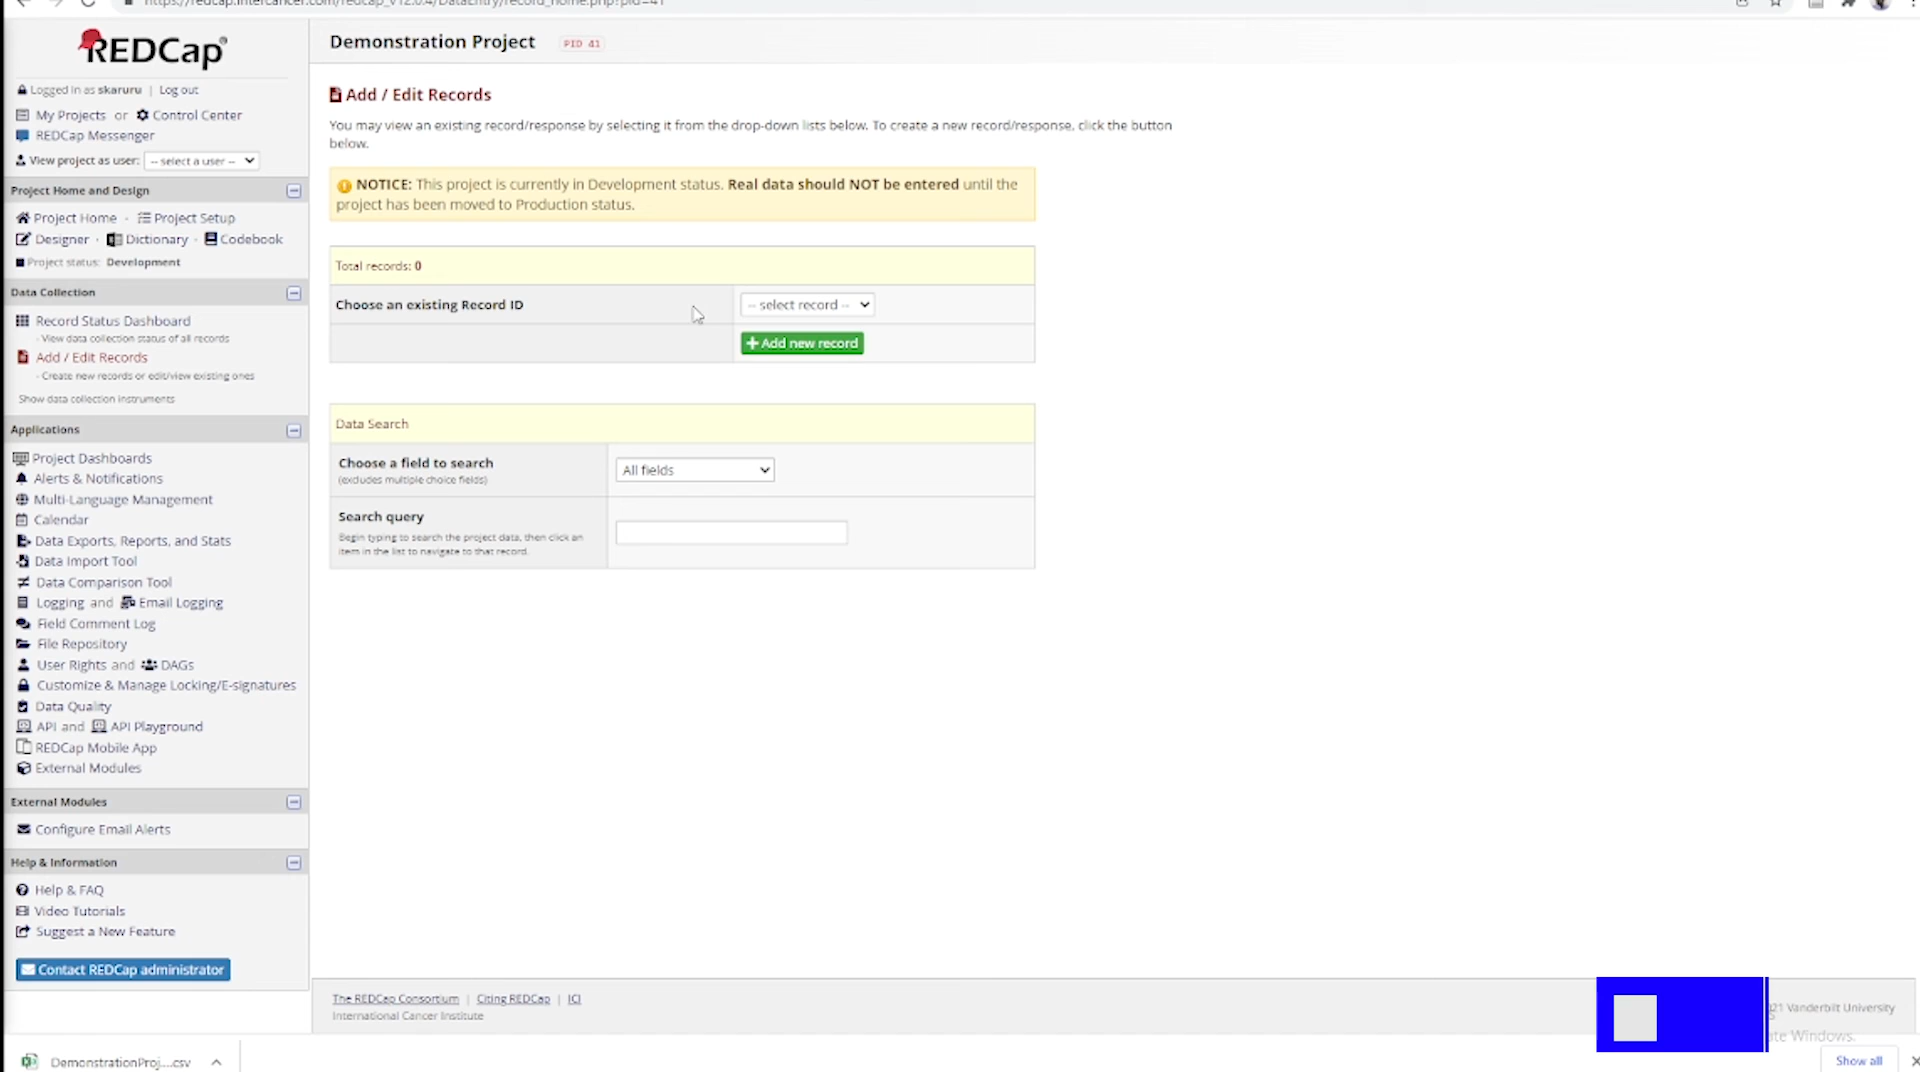 REDCap
Logged in as skaruru | Log out
My Projects or Control Center
REDCap Messenger
View project as user: -- select a user --
Project Home and Design
Project Home · Project Setup
Designer · Dictionary · Codebook
Project status: Development
Data Collection
Record Status Dashboard
- View data collection status of all records
Add / Edit Records
- Create new records or edit/view existing ones
Show data collection instruments
Applications
Project Dashboards
Alerts & Notifications
Multi-Language Management
Calendar
Data Exports, Reports, and Stats
Data Import Tool
Data Comparison Tool
Logging and Email Logging
Field Comment Log
File Repository
User Rights and DAGs
Customize & Manage Locking/E-signatures
Data Quality
API and API Playground
REDCap Mobile App
External Modules
External Modules
Configure Email Alerts
Help & Information
Help & FAQ
Video Tutorials
Suggest a New Feature
Contact REDCap administrator
Demonstration Project PID 41
Add / Edit Records
You may view an existing record/response by selecting it from the drop-down lists below. To create a new record/response, click the button
below.
NOTICE: This project is currently in Development status. Real data should NOT be entered until the
project has been moved to Production status.
Total records: 0
Choose an existing Record ID -- select record --
Add new record
Data Search
Choose a field to search All fields
(excludes multiple choice fields)
Search query
Begin typing to search the project data, then click an
item in the list to navigate to that record.
The REDCap Consortium | Citing REDCap | ICI
International Cancer Institute
21 Vanderbilt University
ate Windows.
DemonstrationProj....csv
Show all